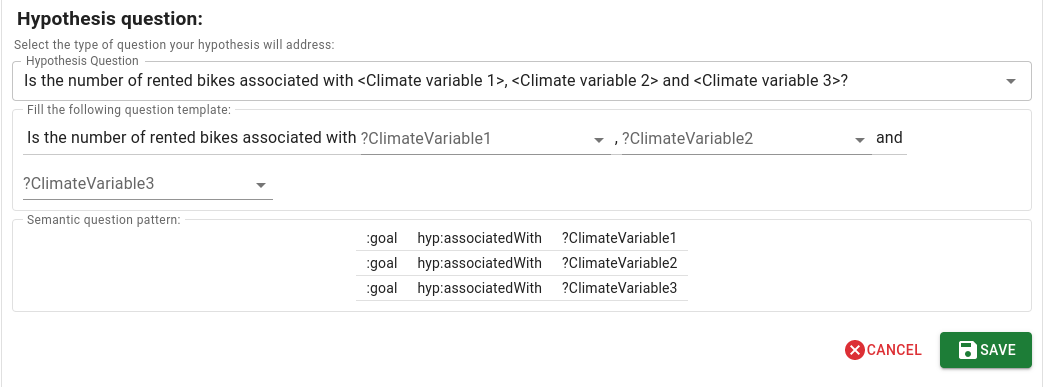 Hypothesis question:
Select the type of question your hypothesis will address:
Hypothesis Question
Is the number of rented bikes associated with <Climate variable 1>, <Climate variable 2> and <Climate variable 3>?
Fill the following question template:
Is the number of rented bikes associated with ?ClimateVariable1 , ?ClimateVariable2 and
?ClimateVariable3
Semantic question pattern:
:goal hyp:associatedWith ?ClimateVariable1
:goal hyp:associatedWith ?ClimateVariable2
:goal hyp:associatedWith ?ClimateVariable3
CANCEL SAVE